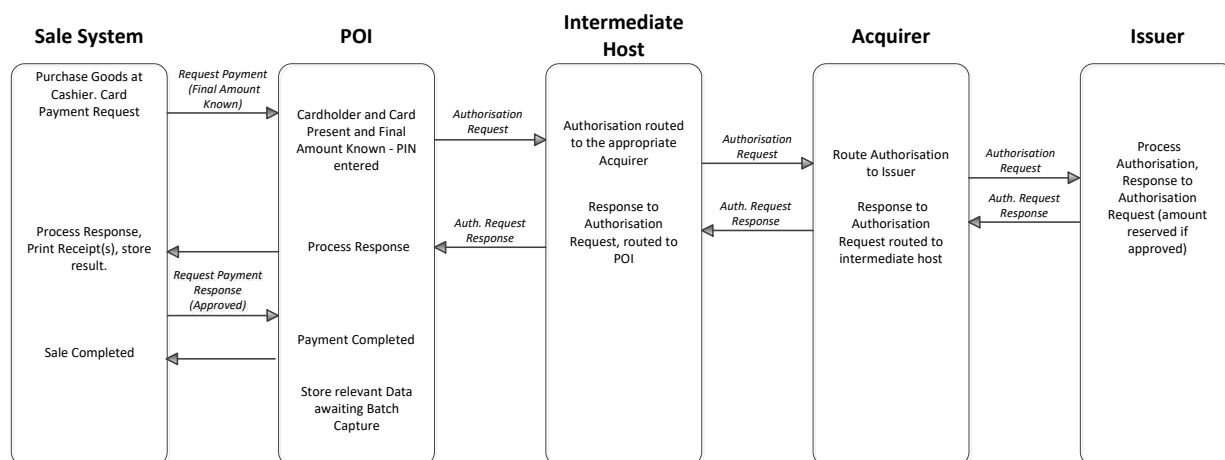 Sale System
POI
Intermediate
Host
Acquirer
Issuer
Purchase Goods at
Cashier. Card
Payment Request
Request Payment
(Final Amount
Known)
Cardholder and Card
Present and Final
Amount Known - PIN
entered
Authorisation
Request
Authorisation routed
to the appropriate
Acquirer
Authorisation
Request
Route Authorisation
to Issuer
Authorisation
Request
Process
Authorisation,
Response to
Authorisation
Request (amount
reserved if
approved)
Auth. Request
Response
Response to
Authorisation
Request routed to
intermediate host
Auth. Request
Response
Response to
Authorisation
Request, routed to
POI
Auth. Request
Response
Process Response
Process Response,
Print Receipt(s), store
result.
Request Payment
Response
(Approved)
Payment Completed
Sale Completed
Store relevant Data
awaiting Batch
Capture